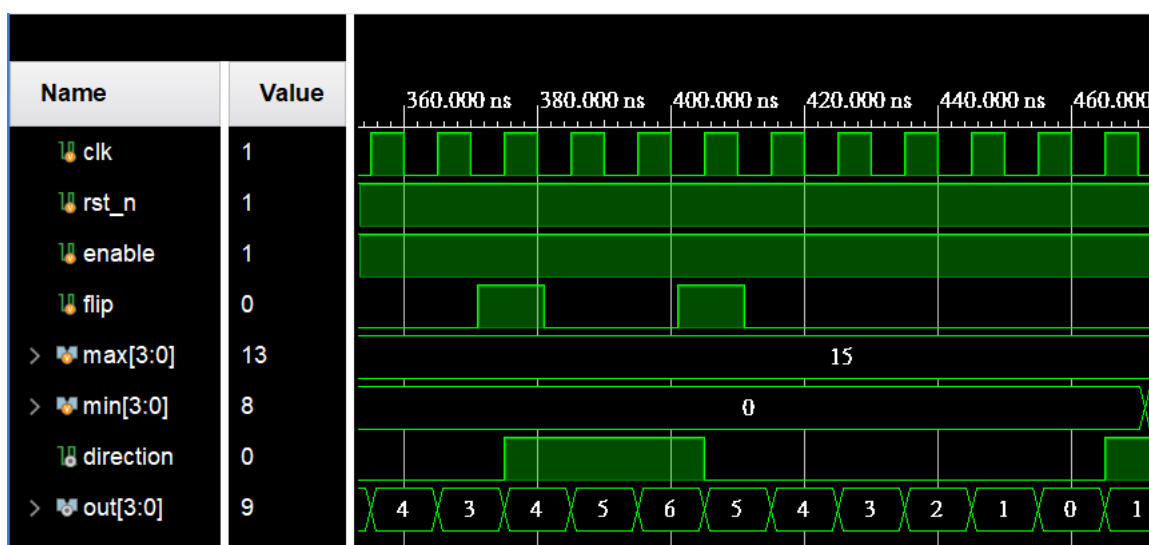 Name Value
360.000 ns 380.000 ns 400.000 ns 420.000 ns 440.000 ns 460.000
clk 1
rst_n 1
enable 1
flip 0
max[3:0] 13 15
min[3:0] 8 0
direction 0
out[3:0] 9 4 3 4 5 6 5 4 3 2 1 0 1